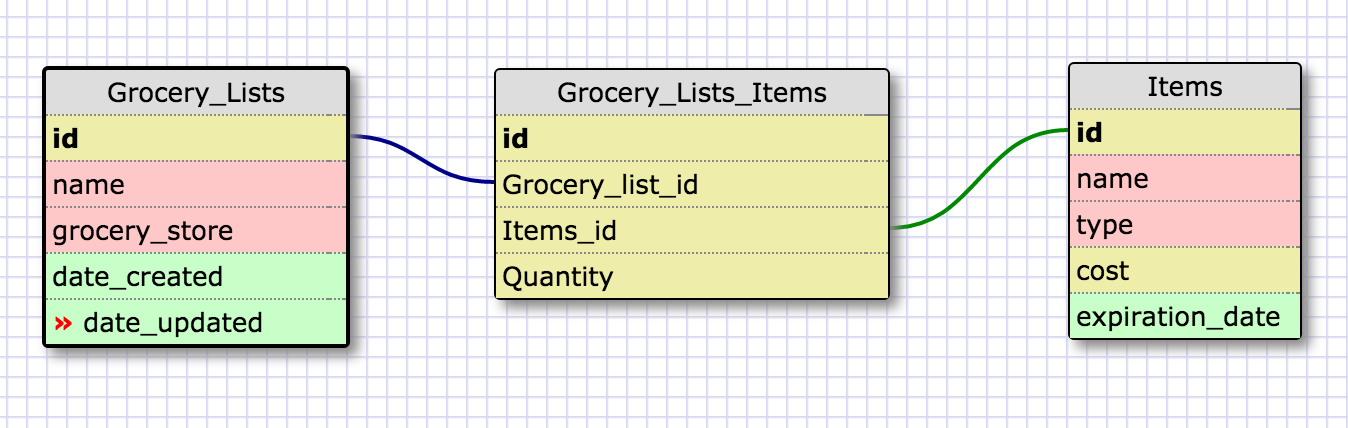 Grocery_Lists
id
name
grocery_store
date_created
» date_updated
Grocery_Lists_Items
id
Grocery_list_id
Items_id
Quantity
Items
id
name
type
cost
expiration_date